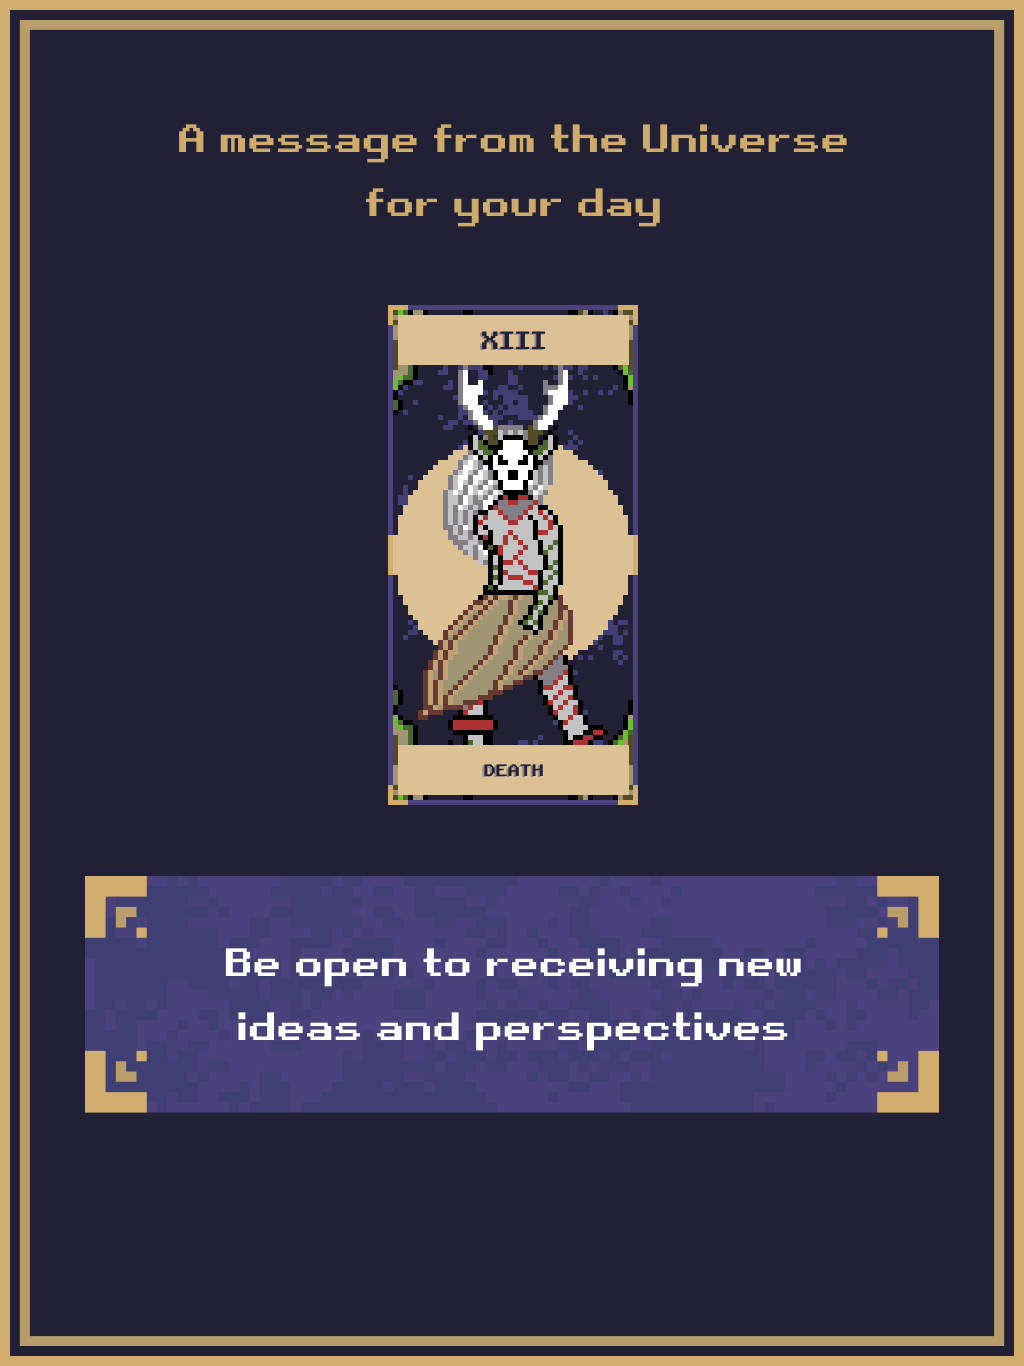 A message from the Universe
for your day
XIII
DEATH
Be open to receiving new
ideas and perspectives